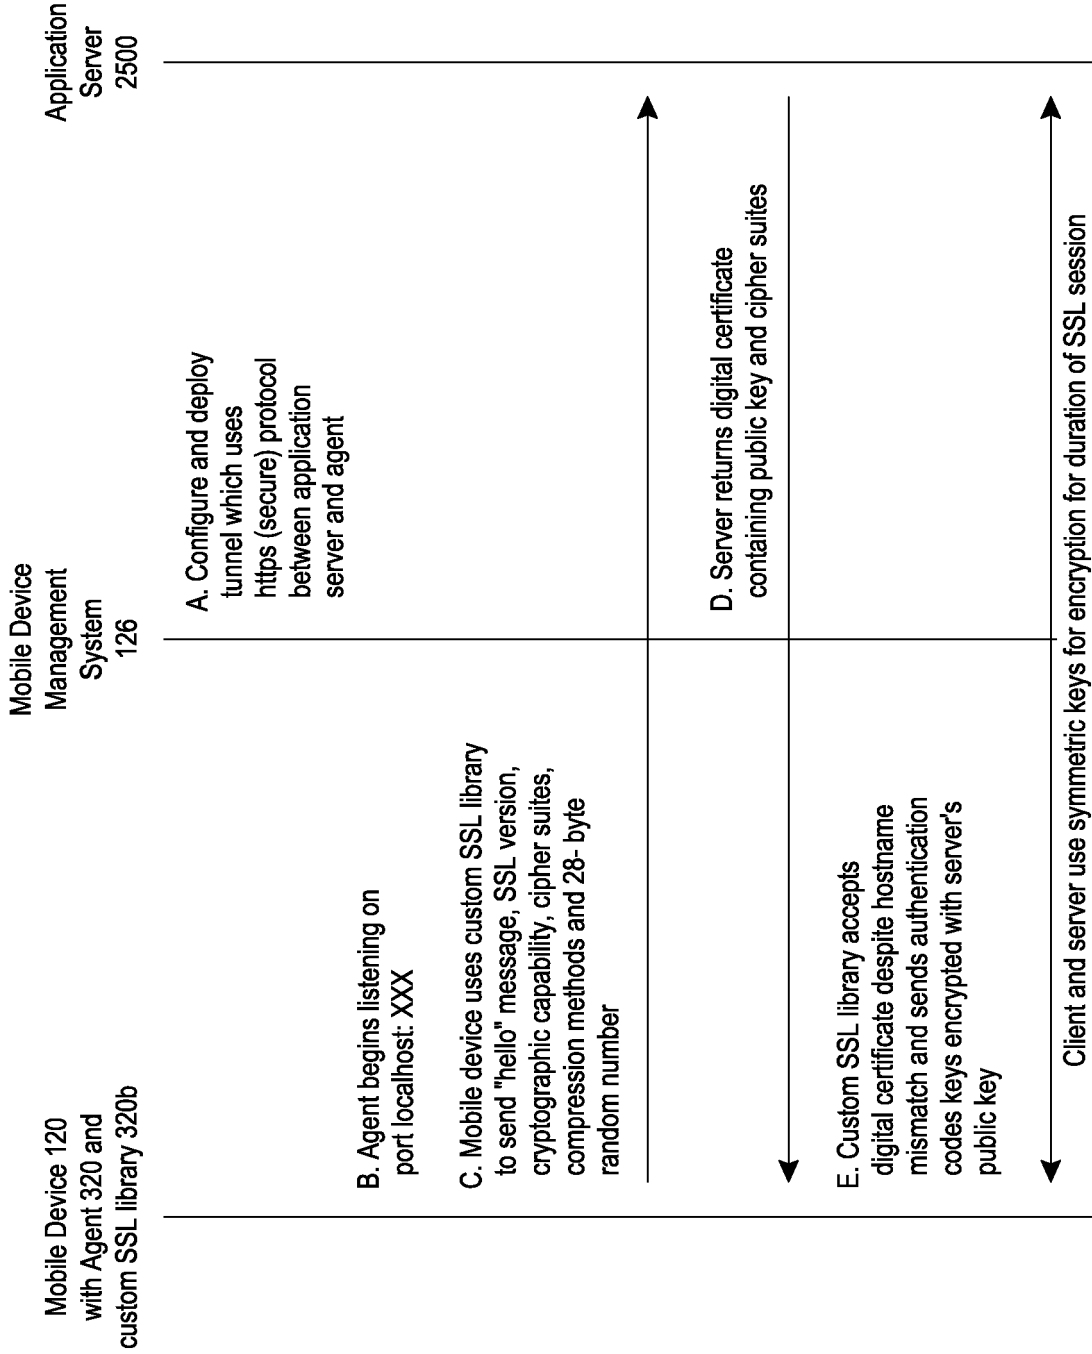 Mobile Device 120
with Agent 320 and
custom SSL library 320b
Mobile Device
Management
System
126
Application
Server
2500
A. Configure and deploy
tunnel which uses
https (secure) protocol
between application
server and agent
B. Agent begins listening on
port localhost: XXX
C. Mobile device uses custom SSL library
to send "hello" message, SSL version,
cryptographic capability, cipher suites,
compression methods and 28- byte
random number
D. Server returns digital certificate
containing public key and cipher suites
E. Custom SSL library accepts
digital certificate despite hostname
mismatch and sends authentication
codes keys encrypted with server's
public key
Client and server use symmetric keys for encryption for duration of SSL session